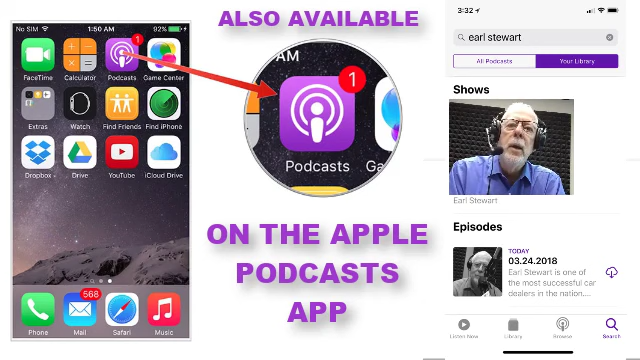 ALSO AVAILABLE
No SIM
1:50 AM
92%
1
FaceTime
Calculator
Podcasts
Game Center
Extras
Watch
Find Friends
Find iPhone
Dropbox
Drive
YouTube
iCloud Drive
568
Phone
Mail
Safari
Music
AM
1
Podcasts
Ga
ON THE APPLE
PODCASTS
APP
3:32
earl stewart
All Podcasts
Your Library
Shows
Earl Stewart
Episodes
TODAY
03.24.2018
Earl Stewart is one of
the most successful car
dealers in the nation....
Listen Now
Library
Browse
Search